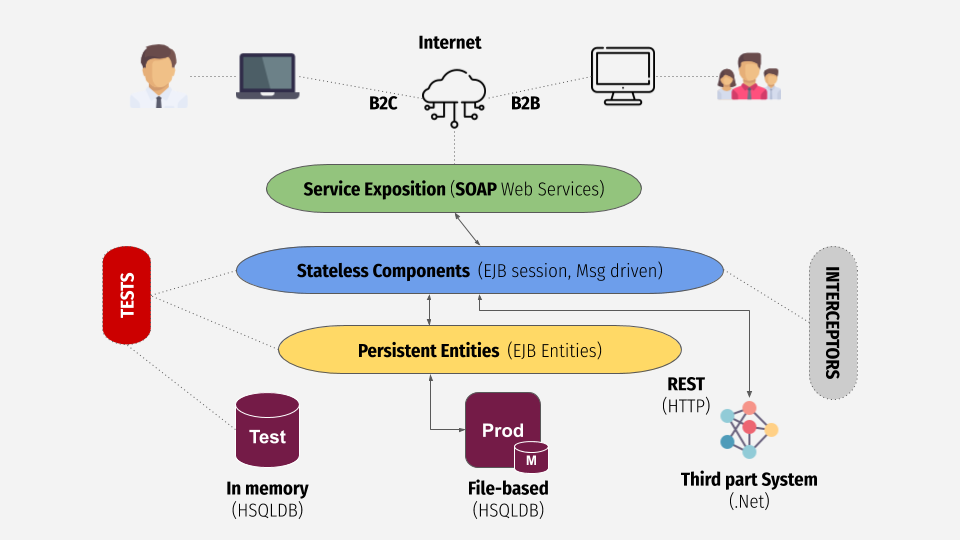 Internet
B2C
B2B
Service Exposition (SOAP Web Services)
TESTS
Stateless Components (EJB session, Msg driven)
INTERCEPTORS
Persistent Entities (EJB Entities)
REST
(HTTP)
Test
Prod
M
In memory
(HSQLDB)
File-based
(HSQLDB)
Third part System
(.Net)